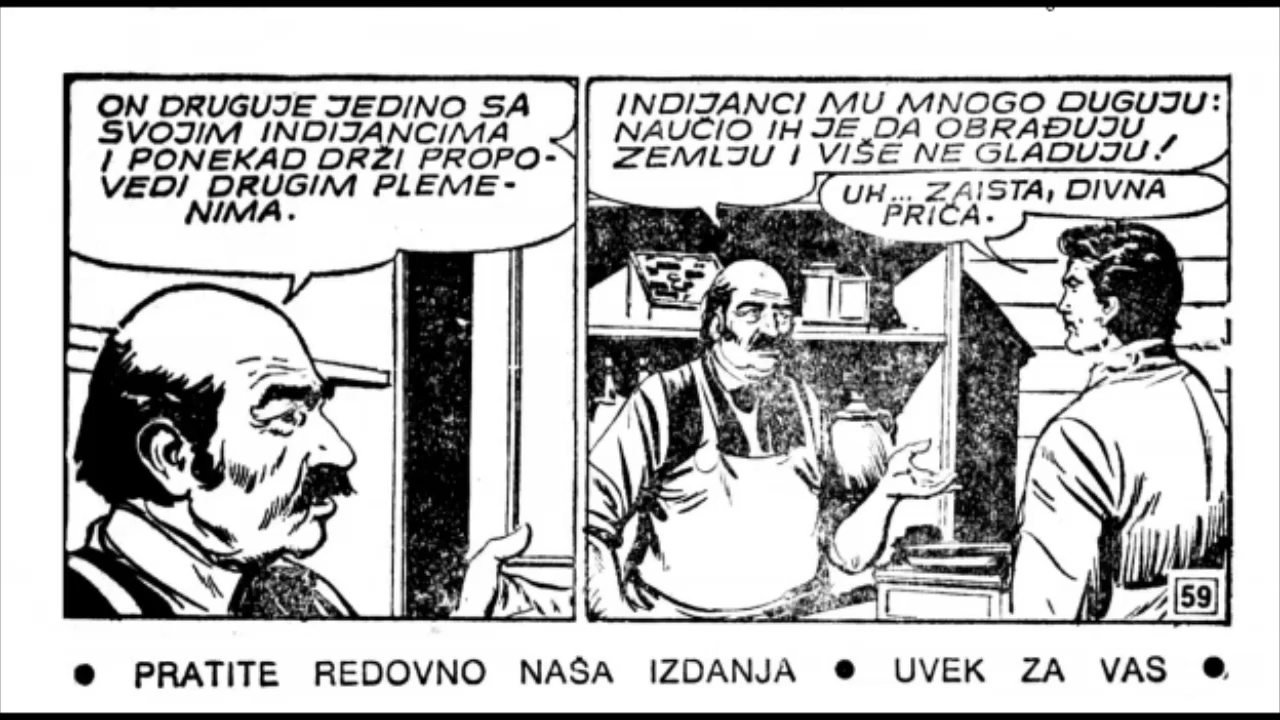 ON DRUGUJE JEDINO SA
SVOJIM INDIJANCIMA
I PONEKAD DRŽI PROPO-
VEDI DRUGIM PLEME-
NIMA.
INDIJANCI MU MNOGO DUGUJU:
NAUČIO IH JE DA OBRAĐUJU
ZEMLJU I VIŠE NE GLADUJU!
UH... ZAISTA, DIVNA
PRIČA.
59
● PRATITE REDOVNO NAŠA IZDANJA ● UVEK ZA VAS ●